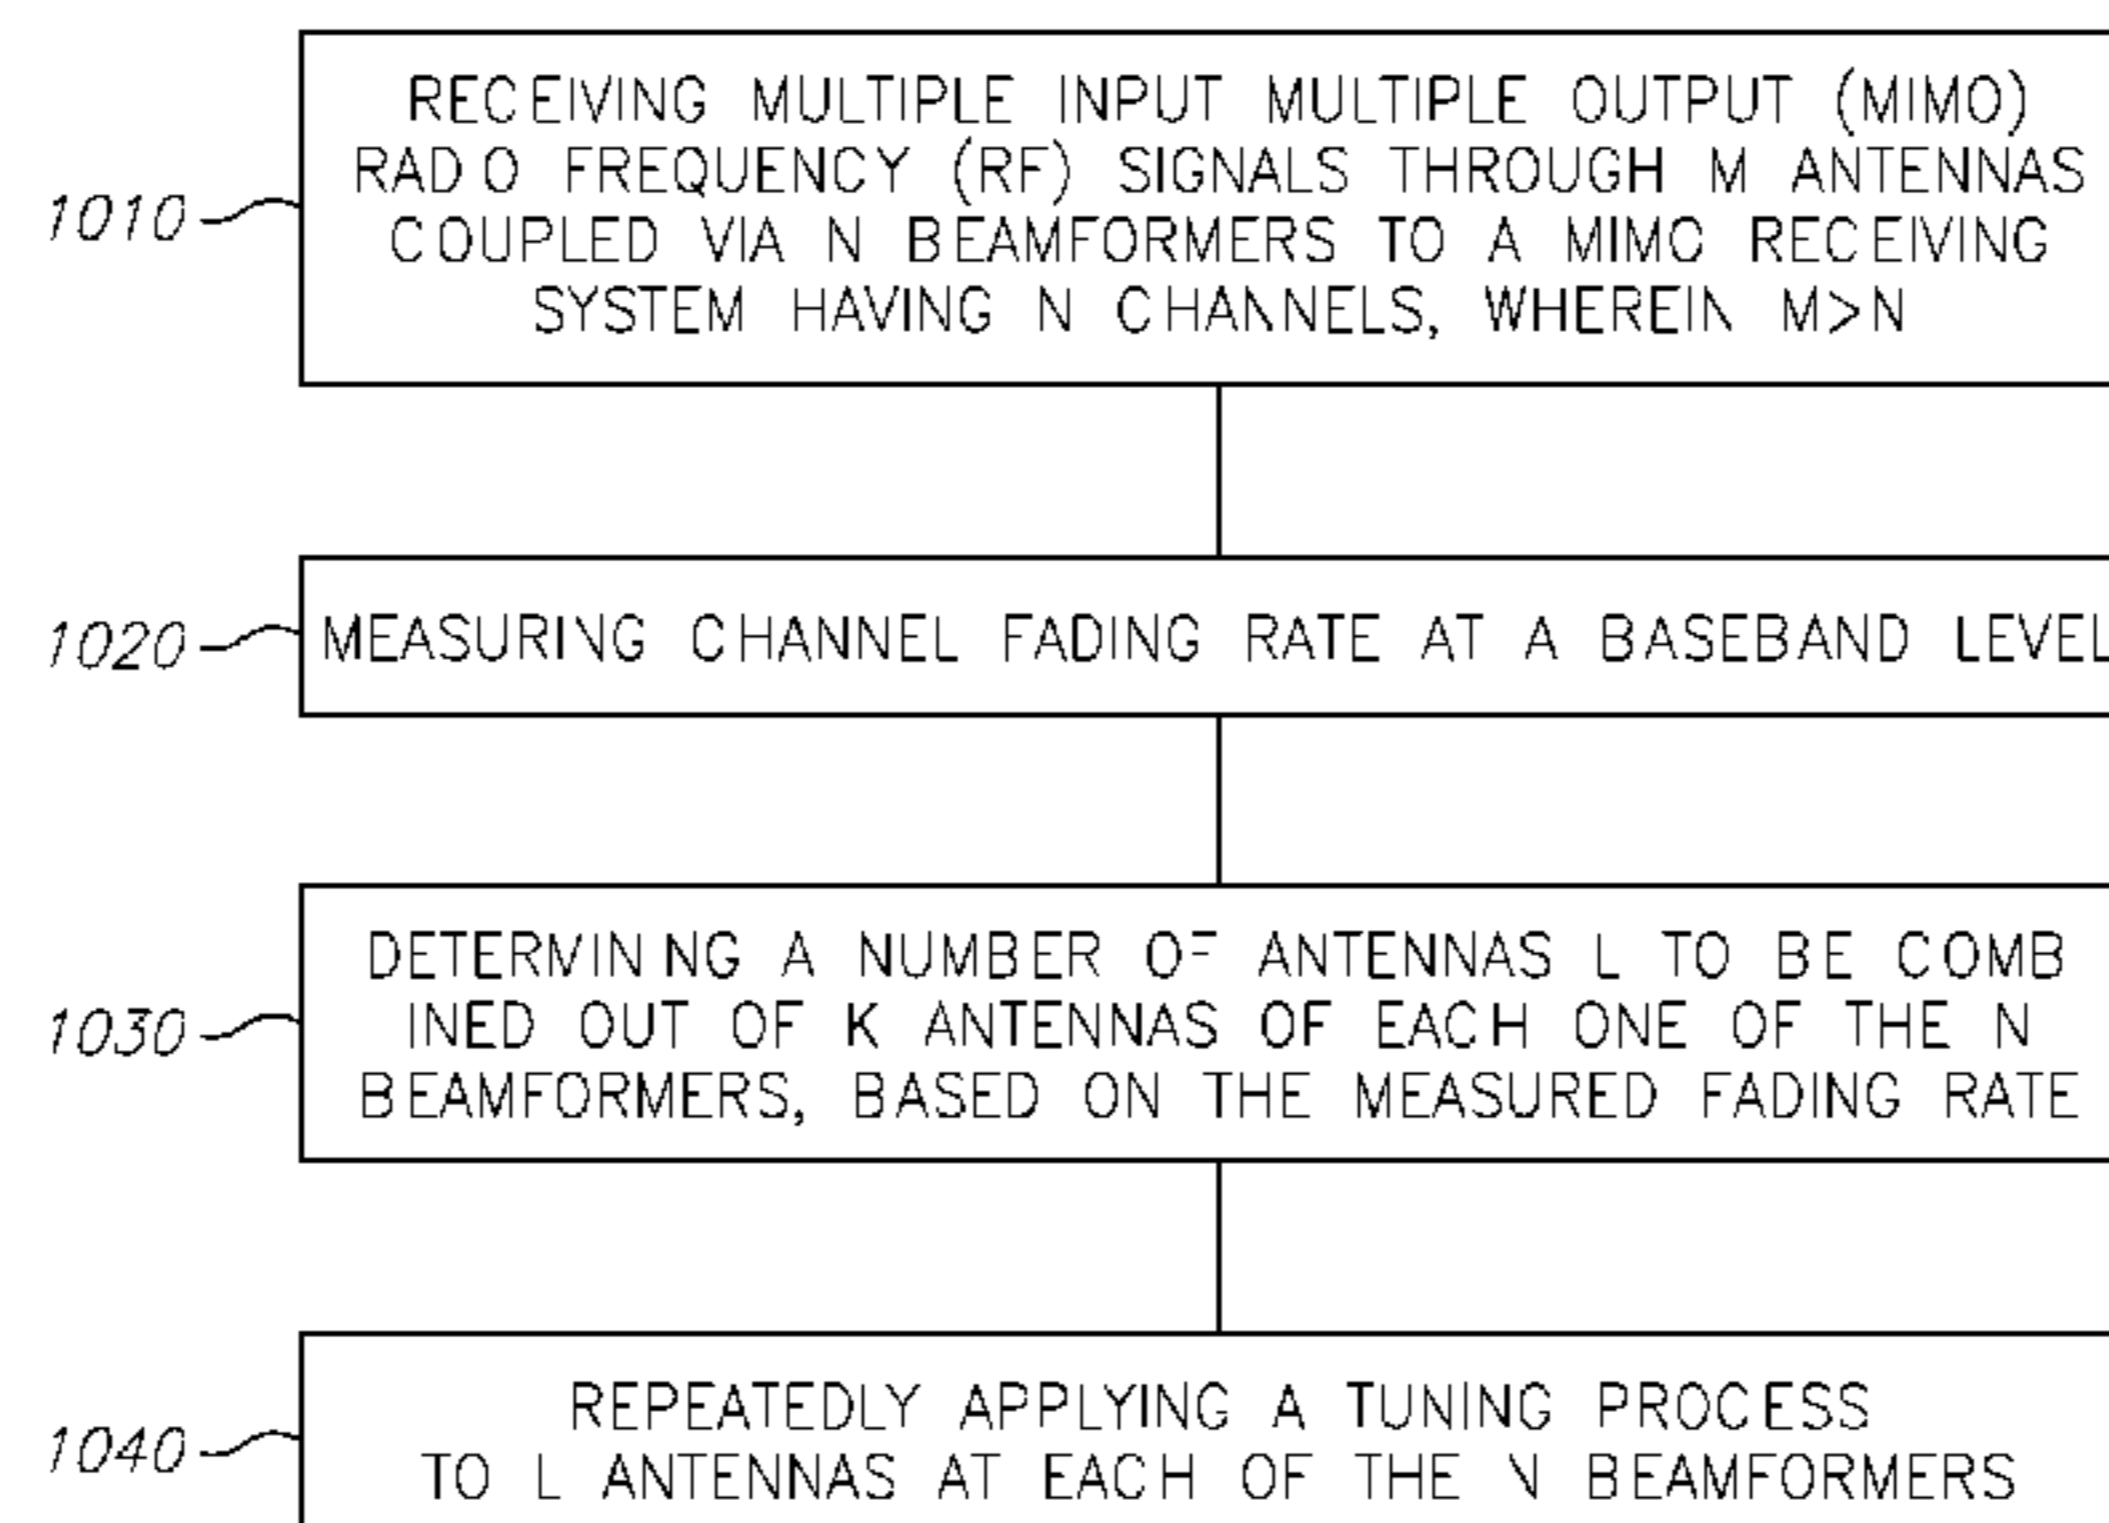 RECEIVING MULTIPLE INPUT MULTIPLE OUTPUT (MIMO)
RADIO FREQUENCY (RF) SIGNALS THROUGH M ANTENNAS
1010
COUPLED VIA N BEAMFORMERS TO A MIMO RECEIVING
SYSTEM HAVING N CHANNELS, WHEREIN M>N
1020
MEASURING CHANNEL FADING RATE AT A BASEBAND LEVEL
DETERMINING A NUMBER OF ANTENNAS L TO BE COMB
1030
INED OUT OF K ANTENNAS OF EACH ONE OF THE N
BEAMFORMERS, BASED ON THE MEASURED FADING RATE
REPEATEDLY APPLYING A TUNING PROCESS
1040
TO L ANTENNAS AT EACH OF THE N BEAMFORMERS